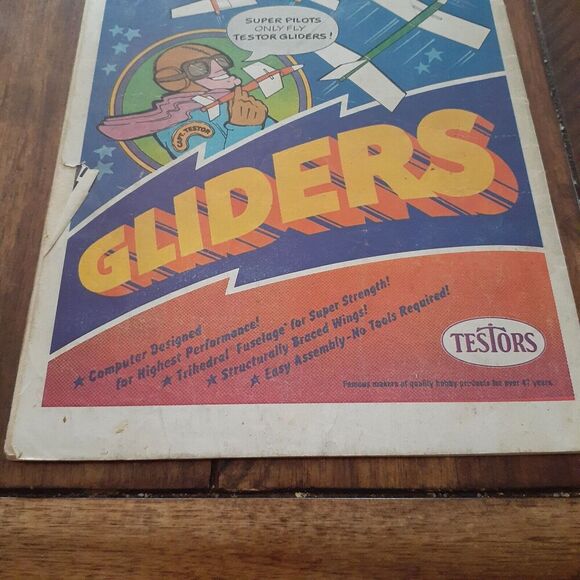 SUPER PILOTS
ONLY FLY
TESTOR GLIDERS!
CAPT. TESTOR
GLIDERS
★ Computer Designed
for Highest Performance!
★ Trihedral 'Fuselage' for Super Strength!
★ Structurally Braced Wings!
★ Easy Assembly-No Tools Required!
TESTORS
Famous makers of quality hobby products for over 47 years.